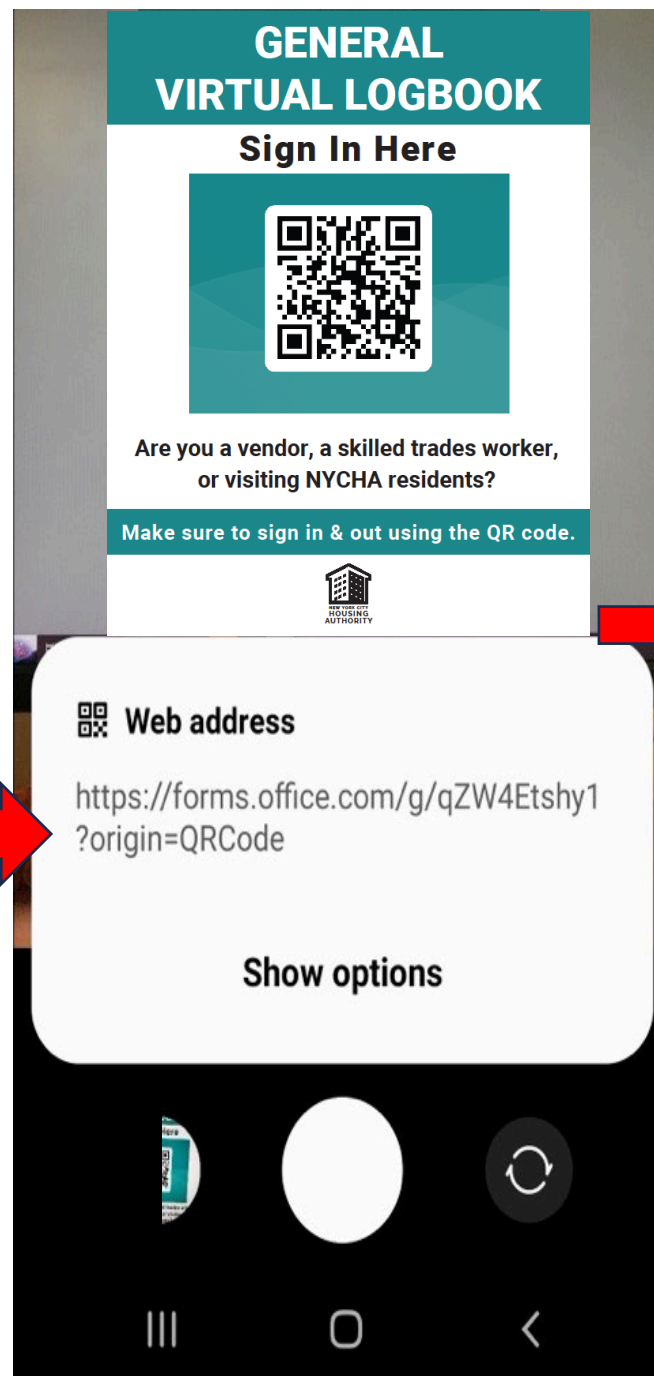 GENERAL
VIRTUAL LOGBOOK
Sign In Here
Are you a vendor, a skilled trades worker,
or visiting NYCHA residents?
Make sure to sign in & out using the QR code.
NEW YORK CITY
HOUSING
AUTHORITY
Web address
https://forms.office.com/g/qZW4Etshy1
?origin=QRCode
Show options